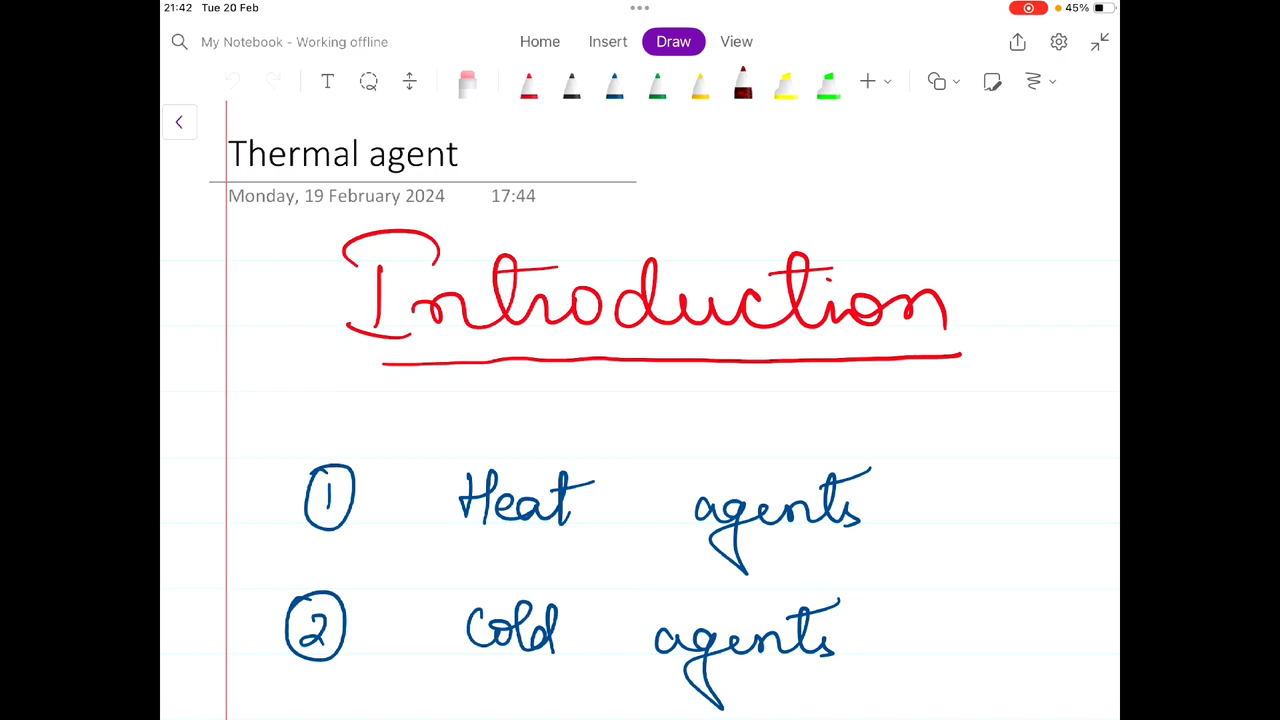 21:42 Tue 20 Feb 45%
My Notebook - Working offline Home Insert Draw View
T
Thermal agent
Monday, 19 February 2024 17:44
Introduction
1 Heat agents
2 Cold agents